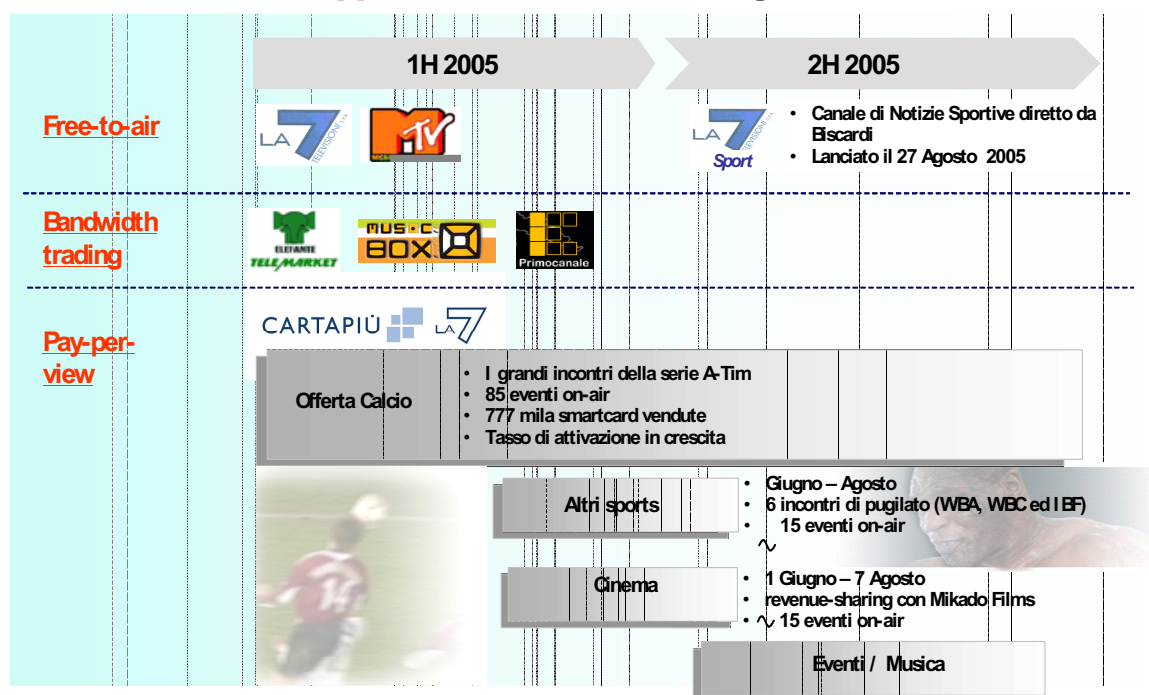 1H 2005
2H 2005
Free-to-air
LA 7
TELEVISIONI
MTV
LA 7
TELEVISIONI
Sport
• Canale di Notizie Sportive diretto da
Biscardi
• Lanciato il 27 Agosto 2005
Bandwidth
trading
ELEFANTE
TELEMARKET
MUSIC
BOX
Primocanale
Pay-per-
view
CARTAPIÙ LA7
Offerta Calcio
• I grandi incontri della serie A-Tim
• 85 eventi on-air
• 777 mila smartcard vendute
• Tasso di attivazione in crescita
Altri sports
• Giugno – Agosto
• 6 incontri di pugilato (WBA, WBC ed IBF)
• ~ 15 eventi on-air
Cinema
• 1 Giugno – 7 Agosto
• revenue-sharing con Mikado Films
• ~ 15 eventi on-air
Eventi / Musica